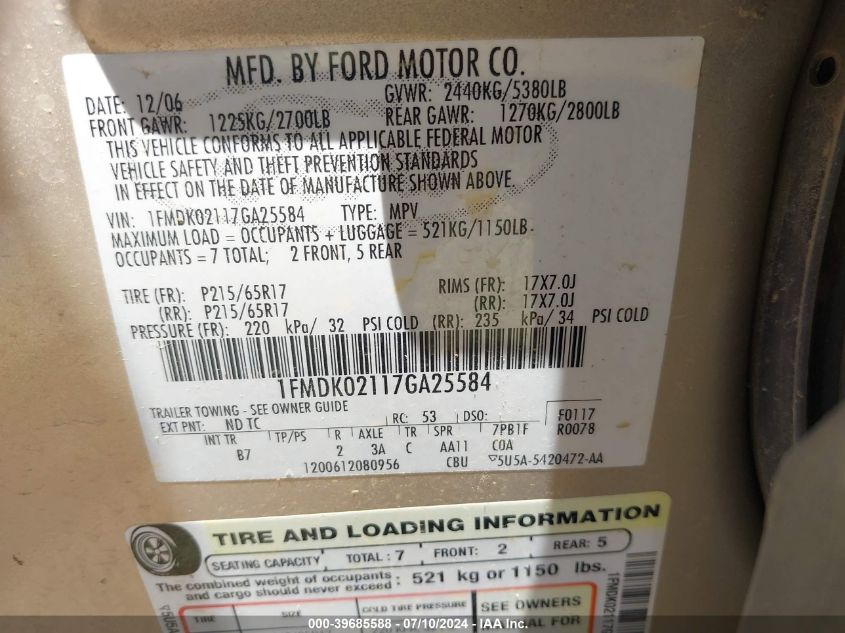 MFD. BY FORD MOTOR CO.
DATE: 12/06 GVWR: 2440KG/5380LB
FRONT GAWR: 1225KG/2700LB REAR GAWR: 1270KG/2800LB
THIS VEHICLE CONFORMS TO ALL APPLICABLE FEDERAL MOTOR
VEHICLE SAFETY AND THEFT PREVENTION STANDARDS
IN EFFECT ON THE DATE OF MANUFACTURE SHOWN ABOVE.
VIN: 1FMDK02117GA25584 TYPE: MPV
MAXIMUM LOAD = OCCUPANTS + LUGGAGE = 521KG/1150LB
OCCUPANTS = 7 TOTAL; 2 FRONT, 5 REAR
TIRE (FR): P215/65R17 RIMS (FR): 17X7.0J
(RR): P215/65R17 (RR): 17X7.0J
PRESSURE (FR): 220 kPa/ 32 PSI COLD (RR): 235 kPa/ 34 PSI COLD
1FMDK02117GA25584
TRAILER TOWING - SEE OWNER GUIDE
EXT PNT: ND TC RC: 53 DSO: F0117
R0078
INT TR TP/PS R AXLE TR SPR 7PB1F
B7 2 3A C AA11 COA
1200612080956 CBU ▽5U5A-5420472-AA
TIRE AND LOADING INFORMATION
SEATING CAPACITY TOTAL : 7 FRONT: 2 REAR: 5
The combined weight of occupants : 521 kg or 1150 lbs.
and cargo should never exceed :
TIRE SIZE COLD TIRE PRESSURE SEE OWNERS
000-39685588 - 07/10/2024 - IAA Inc.